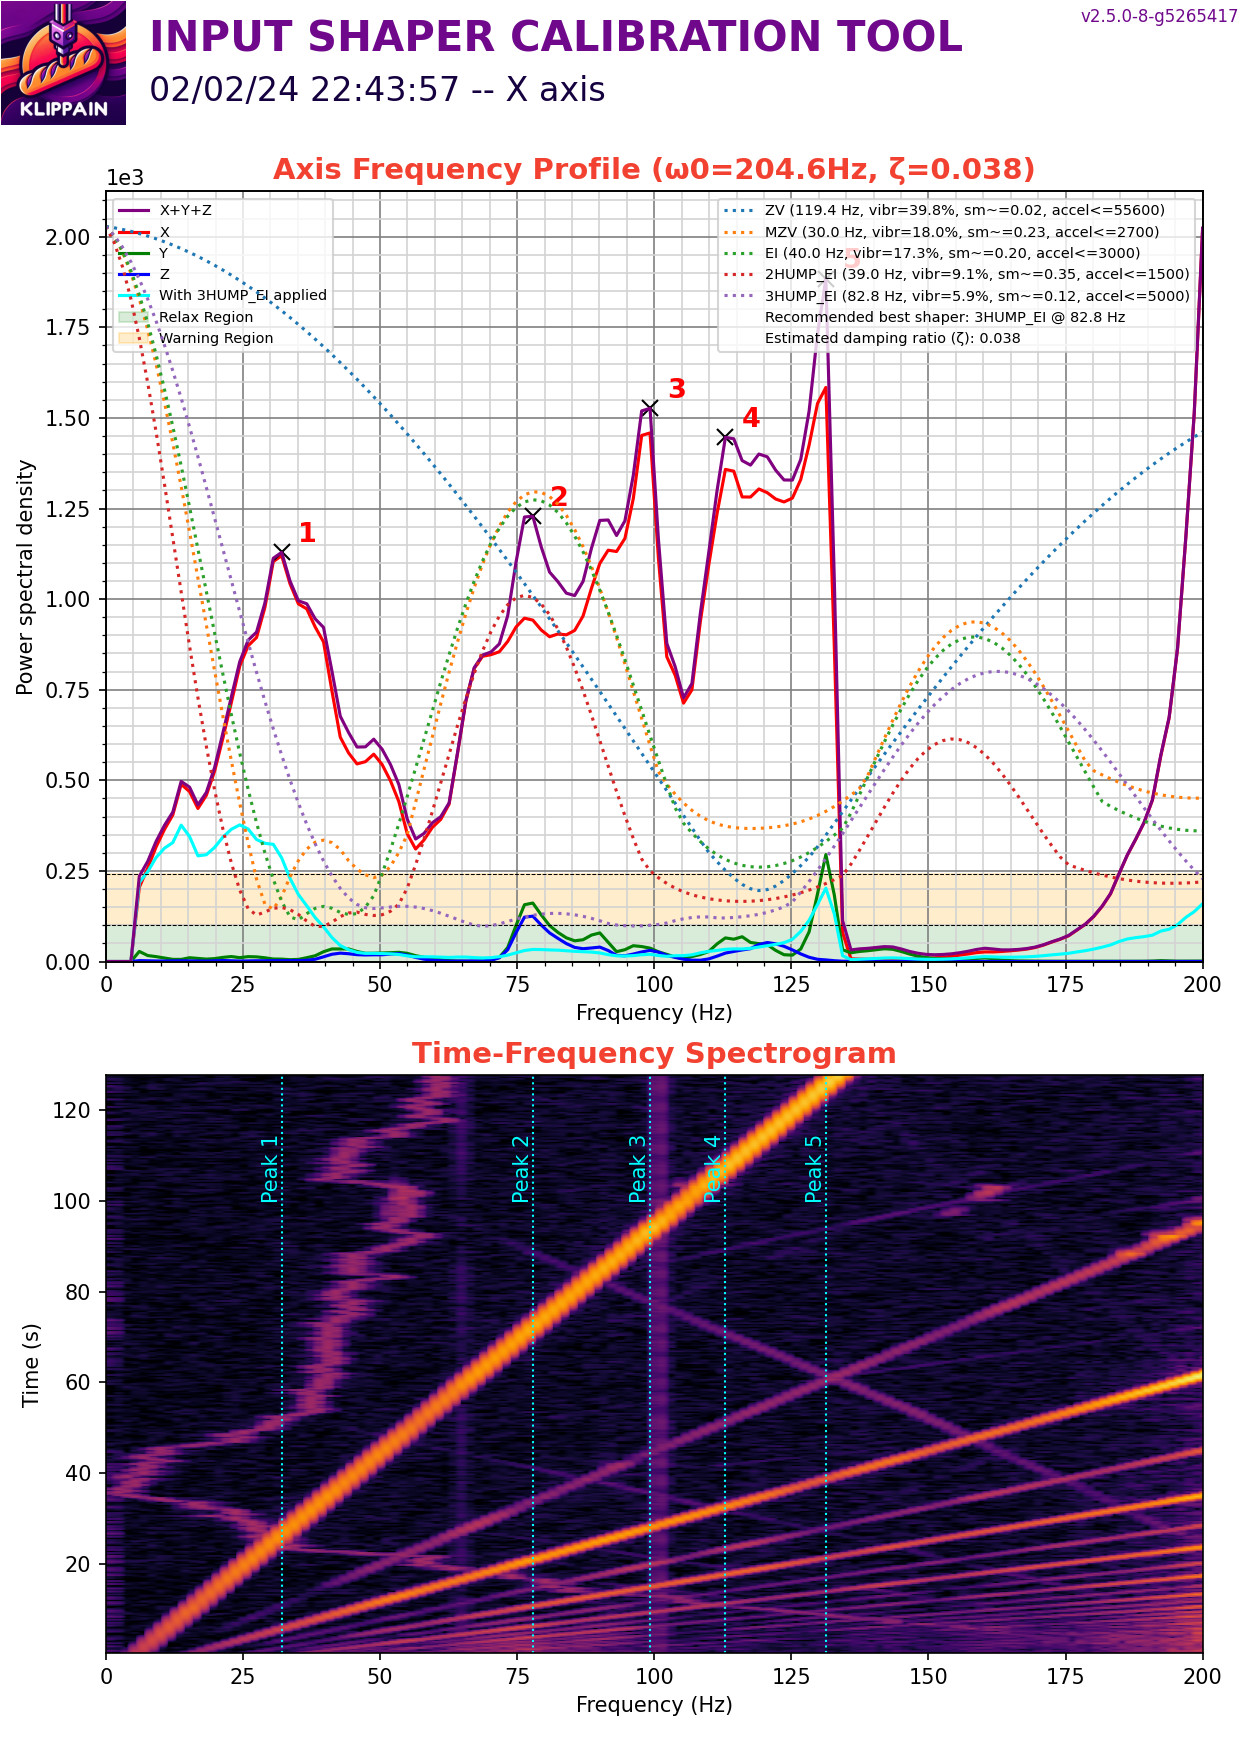 v2.5.0-8-g5265417
INPUT SHAPER CALIBRATION TOOL
02/02/24 22:43:57 -- X axis
KLIPPAIN
Axis Frequency Profile (ω0=204.6Hz, ζ=0.038)
1e3
X+Y+Z
X
Y
Z
With 3HUMP_EI applied
Relax Region
Warning Region
ZV (119.4 Hz, vibr=39.8%, sm~=0.02, accel<=55600)
MZV (30.0 Hz, vibr=18.0%, sm~=0.23, accel<=2700)
EI (40.0 Hz, vibr=17.3%, sm~=0.20, accel<=3000)
2HUMP_EI (39.0 Hz, vibr=9.1%, sm~=0.35, accel<=1500)
3HUMP_EI (82.8 Hz, vibr=5.9%, sm~=0.12, accel<=5000)
Recommended best shaper: 3HUMP_EI @ 82.8 Hz
Estimated damping ratio (ζ): 0.038
5
3
4
2
1
2.00
1.75
1.50
1.25
1.00
0.75
0.50
0.25
0.00
Power spectral density
0 25 50 75 100 125 150 175 200
Frequency (Hz)
Time-Frequency Spectrogram
120
100
80
60
40
20
Time (s)
Peak 1
Peak 2
Peak 3
Peak 4
Peak 5
0 25 50 75 100 125 150 175 200
Frequency (Hz)